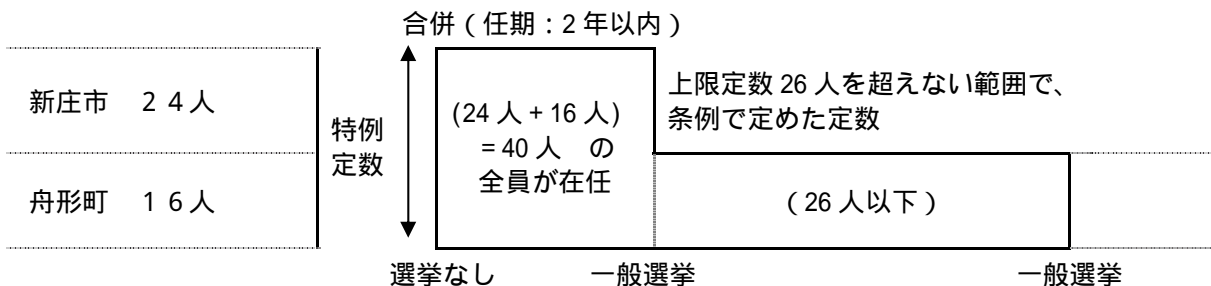 合併（任期：2年以内）
新庄市　２４人
舟形町　１６人
特例
定数
(24人＋16人)
＝40人　の
全員が在任
上限定数26人を超えない範囲で、
条例で定めた定数
（26人以下）
選挙なし
一般選挙
一般選挙